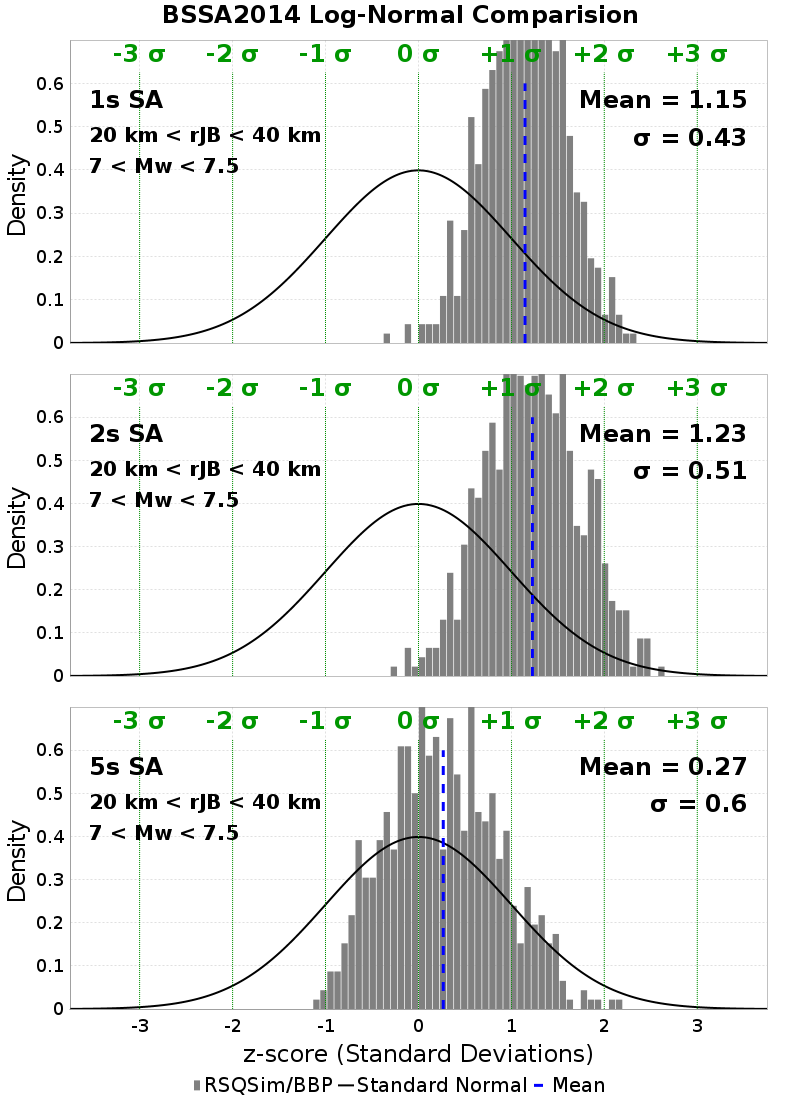 BSSA2014 Log-Normal Comparision
-3 σ -2 σ -1 σ 0 σ +1 σ +2 σ +3 σ
1s SA
20 km < rJB < 40 km
7 < Mw < 7.5
Mean = 1.15
σ = 0.43
Density
0.6
0.5
0.4
0.3
0.2
0.1
0
-3 σ -2 σ -1 σ 0 σ +1 σ +2 σ +3 σ
2s SA
20 km < rJB < 40 km
7 < Mw < 7.5
Mean = 1.23
σ = 0.51
Density
0.6
0.5
0.4
0.3
0.2
0.1
0
-3 σ -2 σ -1 σ 0 σ +1 σ +2 σ +3 σ
5s SA
20 km < rJB < 40 km
7 < Mw < 7.5
Mean = 0.27
σ = 0.6
Density
0.6
0.5
0.4
0.3
0.2
0.1
0
-3 -2 -1 0 1 2 3
z-score (Standard Deviations)
RSQSim/BBP Standard Normal Mean